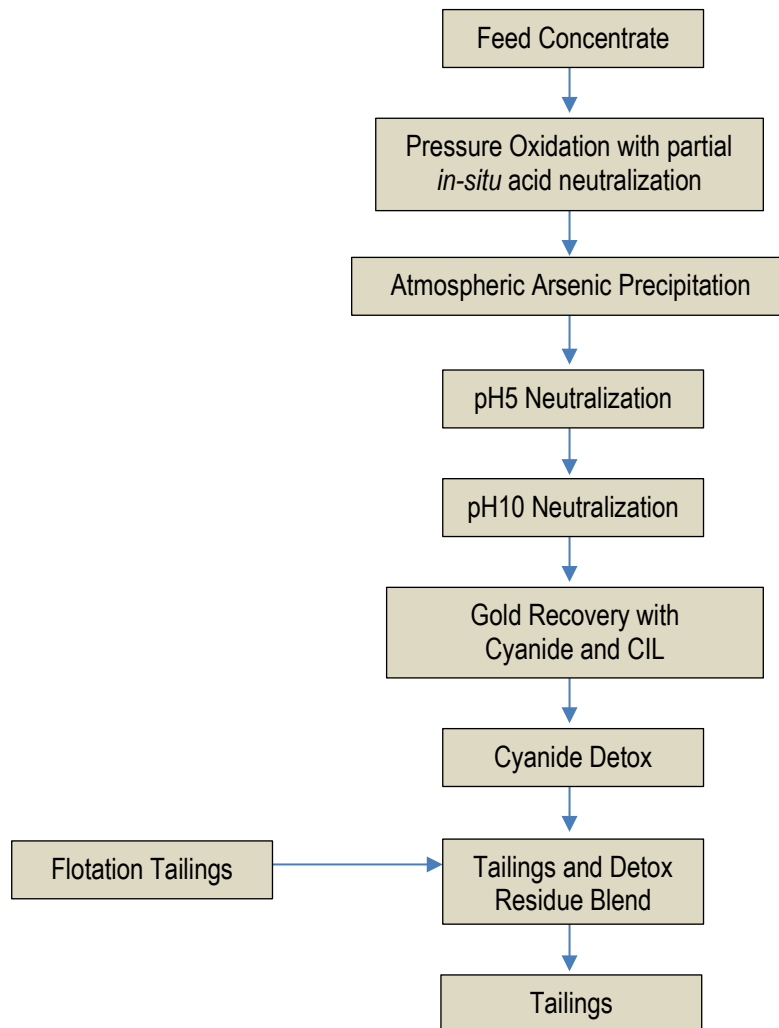 Feed Concentrate
Pressure Oxidation with partial
in-situ acid neutralization
Atmospheric Arsenic Precipitation
pH5 Neutralization
pH10 Neutralization
Gold Recovery with
Cyanide and CIL
Cyanide Detox
Flotation Tailings
Tailings and Detox
Residue Blend
Tailings